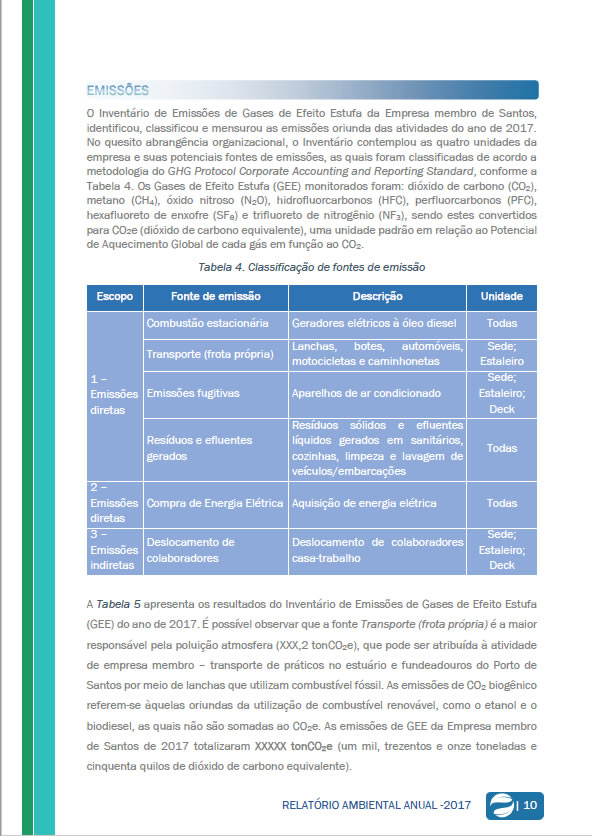 EMISSÕES
O Inventário de Emissões de Gases de Efeito Estufa da Empresa membro de Santos,
identificou, classificou e mensurou as emissões oriunda das atividades do ano de 2017.
No quesito abrangência organizacional, o Inventário contemplou as quatro unidades da
empresa e suas potenciais fontes de emissões, as quais foram classificadas de acordo a
metodologia do GHG Protocol Corporate Accounting and Reporting Standard, conforme a
Tabela 4. Os Gases de Efeito Estufa (GEE) monitorados foram: dióxido de carbono (CO₂),
metano (CH₄), óxido nitroso (N₂O), hidrofluorcarbonos (HFC), perfluorcarbonos (PFC),
hexafluoreto de enxofre (SF₆) e trifluoreto de nitrogênio (NF₃), sendo estes convertidos
para CO₂e (dióxido de carbono equivalente), uma unidade padrão em relação ao Potencial
de Aquecimento Global de cada gás em função ao CO₂.
Tabela 4. Classificação de fontes de emissão
Escopo Fonte de emissão Descrição Unidade
1 –
Emissões
diretas
Combustão estacionária Geradores elétricos à óleo diesel Todas
Transporte (frota própria)
Lanchas, botes, automóveis,
motocicletas e caminhonetas
Sede;
Estaleiro
Emissões fugitivas Aparelhos de ar condicionado
Sede;
Estaleiro;
Deck
Resíduos e efluentes
gerados
Resíduos sólidos e efluentes
líquidos gerados em sanitários,
cozinhas, limpeza e lavagem de
veículos/embarcações
Todas
2 –
Emissões
diretas
Compra de Energia Elétrica Aquisição de energia elétrica Todas
3 –
Emissões
indiretas
Deslocamento de
colaboradores
Deslocamento de colaboradores
casa-trabalho
Sede;
Estaleiro;
Deck
A Tabela 5 apresenta os resultados do Inventário de Emissões de Gases de Efeito Estufa
(GEE) do ano de 2017. É possível observar que a fonte Transporte (frota própria) é a maior
responsável pela poluição atmosfera (XXX,2 tonCO₂e), que pode ser atribuída à atividade
de empresa membro – transporte de práticos no estuário e fundeadouros do Porto de
Santos por meio de lanchas que utilizam combustível fóssil. As emissões de CO₂ biogênico
referem-se àquelas oriundas da utilização de combustível renovável, como o etanol e o
biodiesel, as quais não são somadas ao CO₂e. As emissões de GEE da Empresa membro
de Santos de 2017 totalizaram XXXXX tonCO₂e (um mil, trezentos e onze toneladas e
cinquenta quilos de dióxido de carbono equivalente).
RELATÓRIO AMBIENTAL ANUAL -2017 | 10